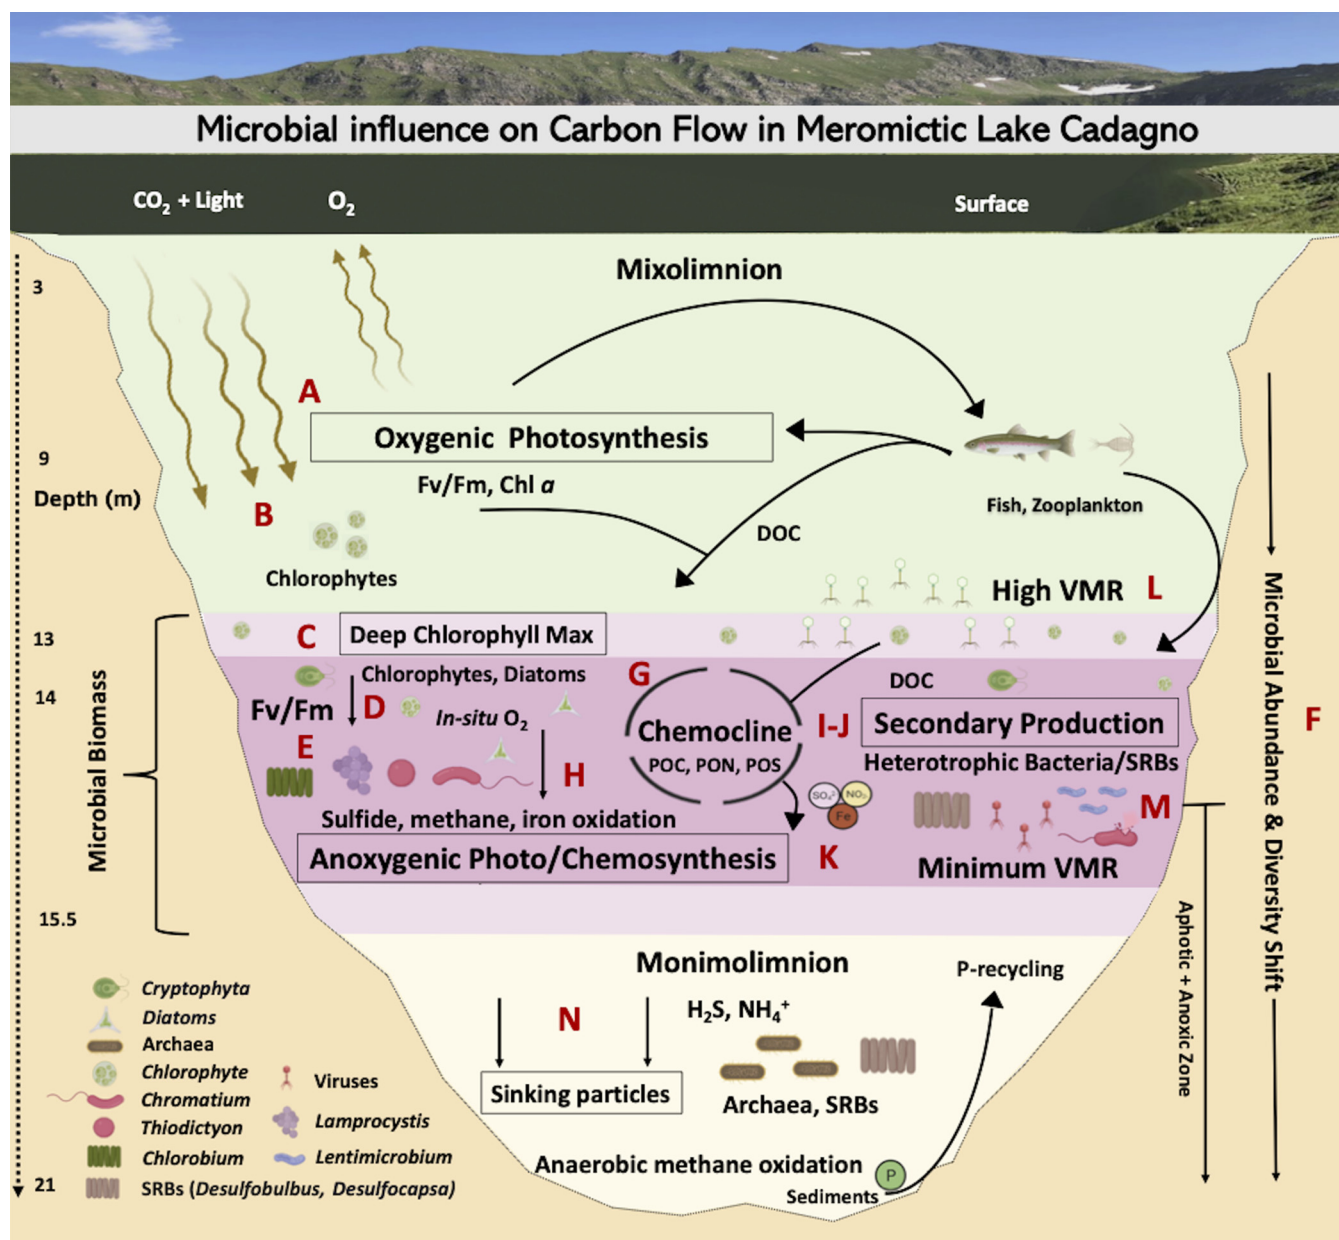 Microbial influence on Carbon Flow in Meromictic Lake Cadagno
CO2 + Light
O2
Surface
Mixolimnion
3
A
Oxygenic Photosynthesis
9
Fv/Fm, Chl a
Depth (m)
B
Fish, Zooplankton
DOC
Chlorophytes
High VMR
L
13
C
Deep Chlorophyll Max
Chlorophytes, Diatoms
G
DOC
14
Fv/Fm
D
In-situ O2
Chemocline
I-J
Secondary Production
F
E
POC, PON, POS
Heterotrophic Bacteria/SRBs
H
SO4²
NO3
Fe
M
Sulfide, methane, iron oxidation
Anoxygenic Photo/Chemosynthesis
K
Minimum VMR
Microbial Biomass
Microbial Abundance & Diversity Shift
Aphotic + Anoxic Zone
15.5
Monimolimnion
P-recycling
H2S, NH4+
N
Sinking particles
Archaea, SRBs
Anaerobic methane oxidation
P
Sediments
21
Cryptophyta
Diatoms
Archaea
Chlorophyte
Chromatium
Thiodictyon
Chlorobium
SRBs (Desulfobulbus, Desulfocapsa)
Viruses
Lamprocystis
Lentimicrobium